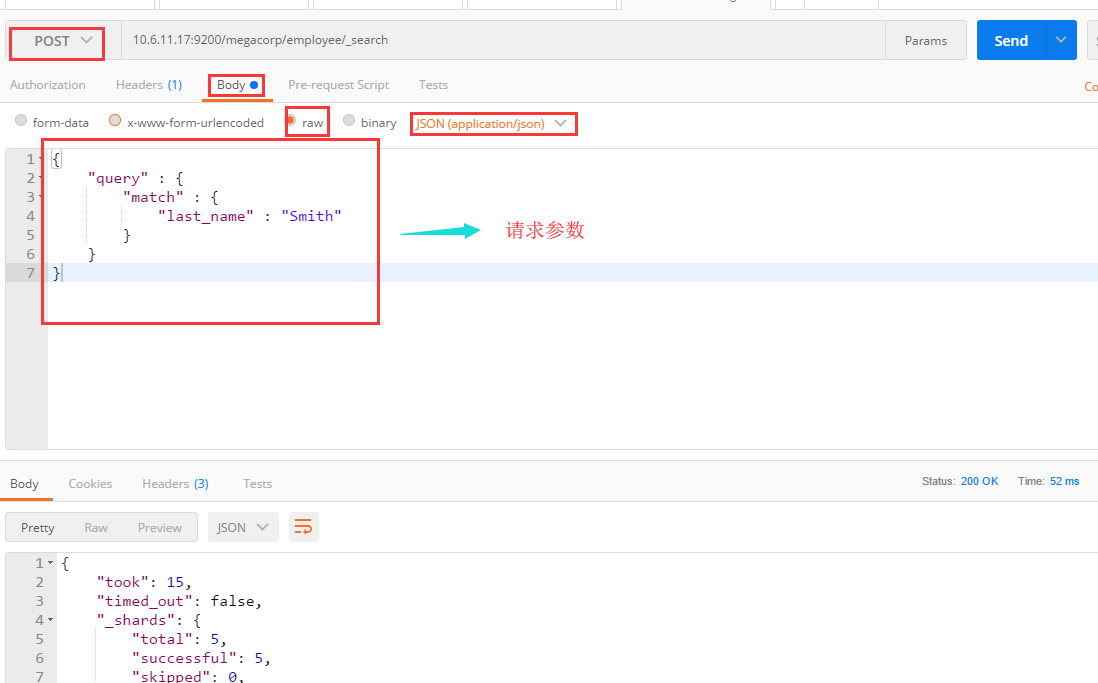 POST 10.6.11.17:9200/megacorp/employee/_search Params Send
Authorization Headers (1) Body Pre-request Script Tests
form-data x-www-form-urlencoded raw binary JSON (application/json)
1 {
2 "query" : {
3 "match" : {
4 "last_name" : "Smith"
5 }
6 }
7 }
请求参数
Body Cookies Headers (3) Tests Status: 200 OK Time: 52 ms
Pretty Raw Preview JSON
1 {
2 "took": 15,
3 "timed_out": false,
4 "_shards": {
5 "total": 5,
6 "successful": 5,
7 "skipped": 0,